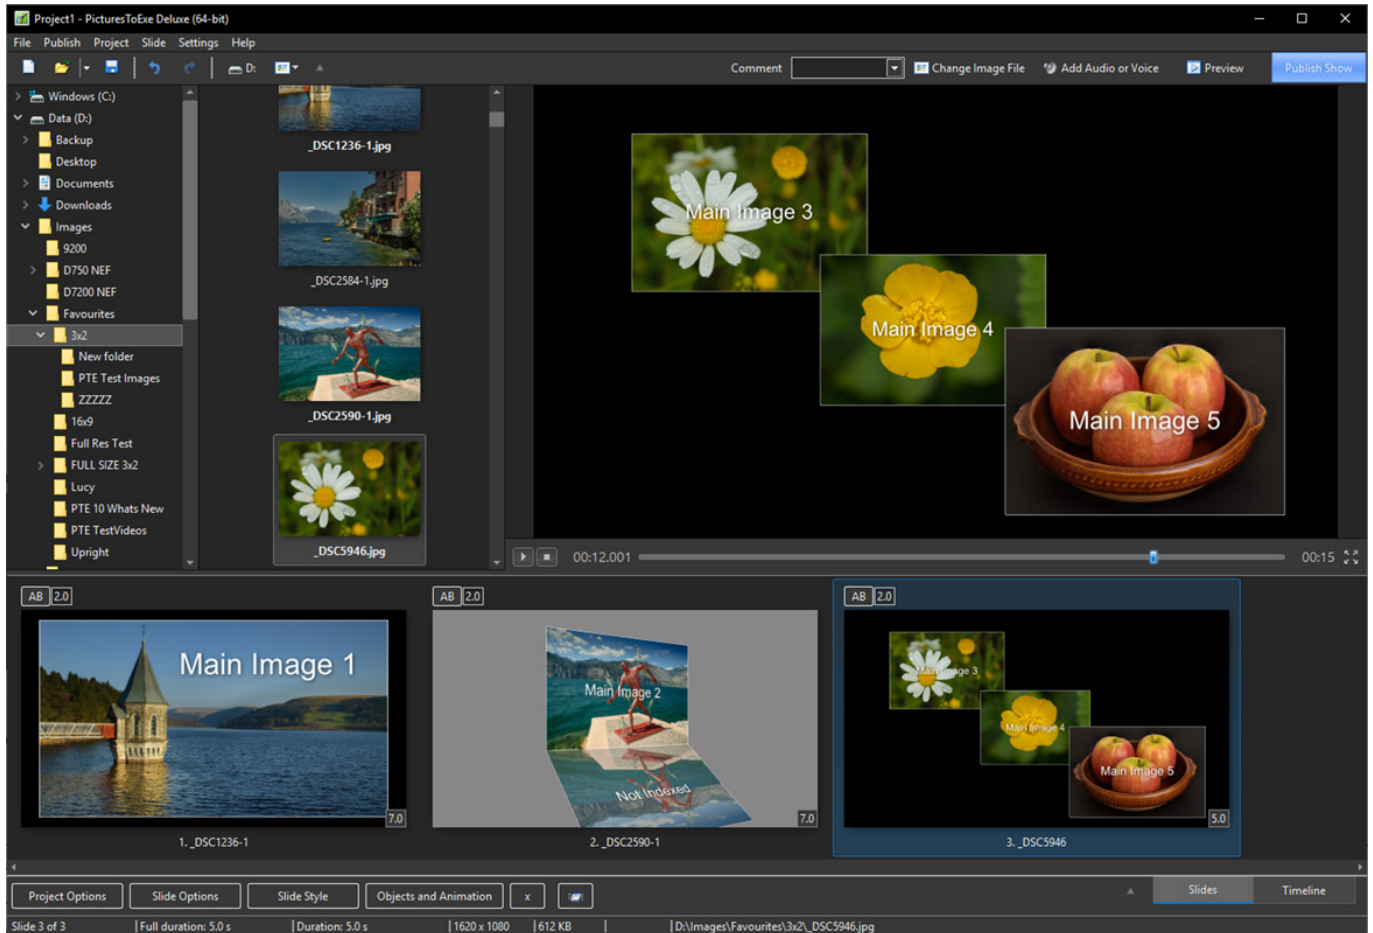 Project1 - PicturesToExe Deluxe (64-bit)
File Publish Project Slide Settings Help
D: Comment Change Image File Add Audio or Voice Preview Publish Show
Windows (C:)
Data (D:)
Backup
Desktop
Documents
Downloads
Images
9200
D750 NEF
D7200 NEF
Favourites
3x2
New folder
PTE Test Images
ZZZZZ
16x9
Full Res Test
FULL SIZE 3x2
Lucy
PTE 10 Whats New
PTE TestVideos
Upright
_DSC1236-1.jpg
_DSC2584-1.jpg
_DSC2590-1.jpg
_DSC5946.jpg
Main Image 3
Main Image 4
Main Image 5
00:12.001 00:15
AB 2.0
Main Image 1
7.0
1. _DSC1236-1
AB 2.0
Main Image 2
Not Indexed
7.0
2. _DSC2590-1
AB 2.0
Main Image 3
Main Image 4
Main Image 5
5.0
3. _DSC5946
Project Options Slide Options Slide Style Objects and Animation x Slides Timeline
Slide 3 of 3 Full duration: 5.0 s Duration: 5.0 s 1620 x 1080 612 KB D:\Images\Favourites\3x2\_DSC5946.jpg